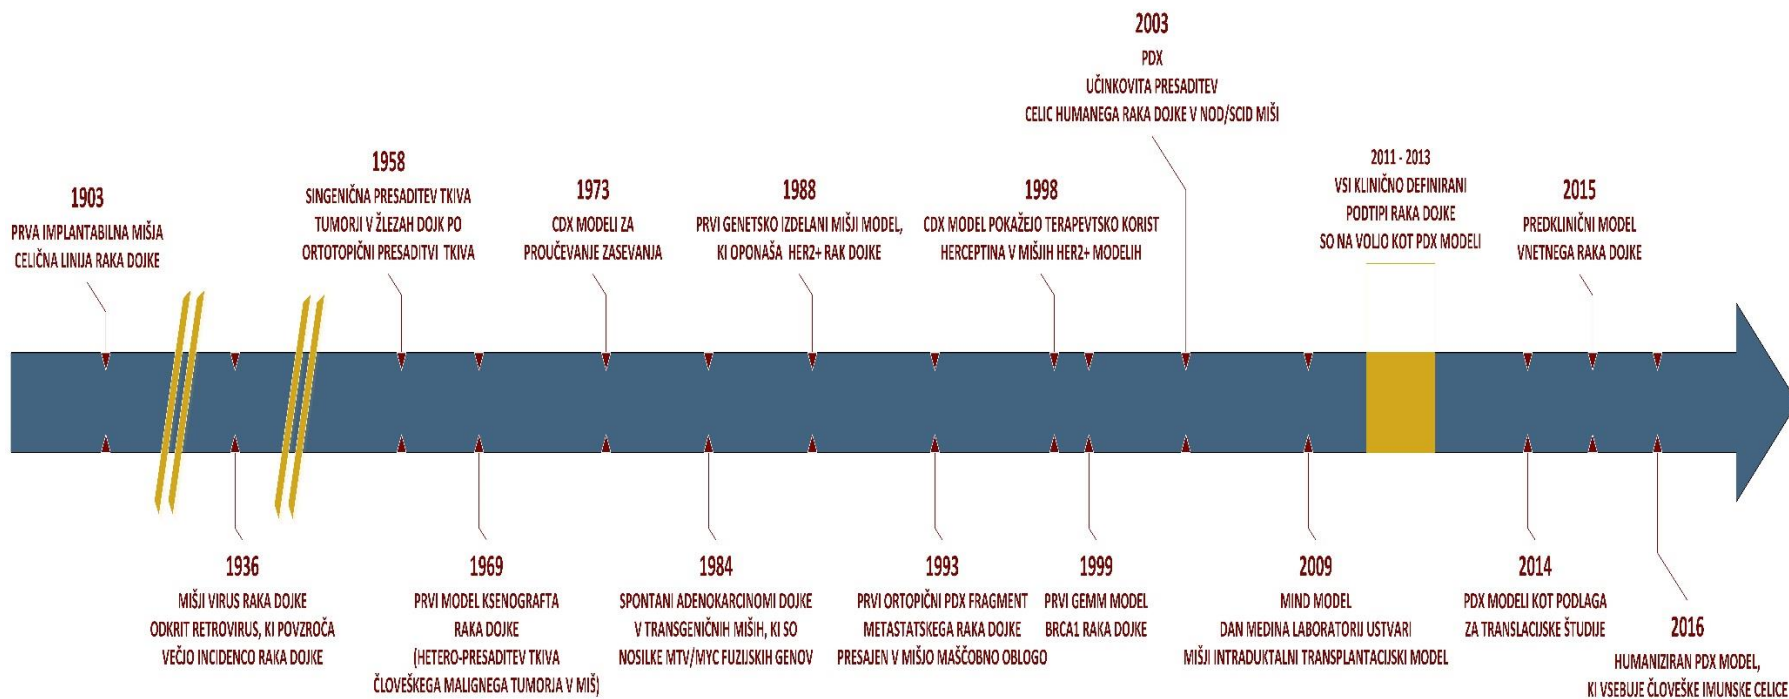 1903
PRVA IMPLANTABILNA MIŠJA
CELIČNA LINIJA RAKA DOJKE
1958
SINGENIČNA PRESADITEV TKIVA
TUMORJI V ŽLEZAH DOJK PO
ORTOTOPIČNI PRESADITVI TKIVA
1973
CDX MODELI ZA
PROUČEVANJE ZASEVANJA
1988
PRVI GENETSKO IZDELANI MIŠJI MODEL,
KI OPONAŠA HER2+ RAK DOJKE
1998
CDX MODEL POKAŽEJO TERAPEVTSKO KORIST
HERCEPTINA V MIŠJIH HER2+ MODELIH
2003
PDX
UČINKOVITA PRESADITEV
CELIC HUMANEGA RAKA DOJKE V NOD/SCID MIŠI
2011 - 2013
VSI KLINIČNO DEFINIRANI
PODTIPI RAKA DOJKE
SO NA VOLJO KOT PDX MODELI
2015
PREDKLINIČNI MODEL
VNETNEGA RAKA DOJKE
1936
MIŠJI VIRUS RAKA DOJKE
ODKRIT RETROVIRUS, KI POVZROČA
VEČJO INCIDENCO RAKA DOJKE
1969
PRVI MODEL KSENOGRAFTA
RAKA DOJKE
(HETERO-PRESADITEV TKIVA
ČLOVEŠKEGA MALIGNEGA TUMORJA V MIŠ)
1984
SPONTANI ADENOKARCINOMI DOJKE
V TRANSGENIČNIH MIŠIH, KI SO
NOSILKE MTV/MYC FUZIJSKIH GENOV
1993
PRVI ORTOPIČNI PDX FRAGMENT
METASTATSKEGA RAKA DOJKE
PRESAJEN V MIŠJO MAŠČOBNO OBLOGO
1999
PRVI GEMM MODEL
BRCA1 RAKA DOJKE
2009
MIND MODEL
DAN MEDINA LABORATORIJ USTVARI
MIŠJI INTRADUKTALNI TRANSPLANTACIJSKI MODEL
2014
PDX MODELI KOT PODLAGA
ZA TRANSLACIJSKE ŠTUDIJE
2016
HUMANIZIRAN PDX MODEL,
KI VSEBIJE ČLOVEŠKE IMUNSKE CELICE